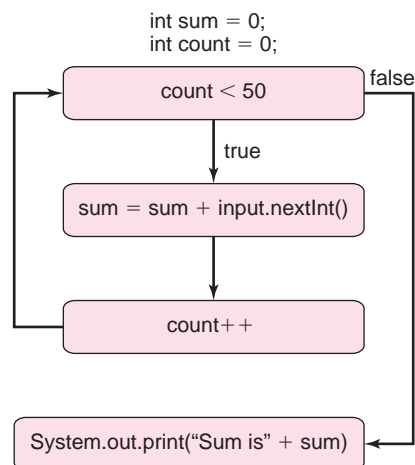 int sum = 0;
int count = 0;
count < 50
false
true
sum = sum + input.nextInt()
count++
System.out.print(“Sum is” + sum)